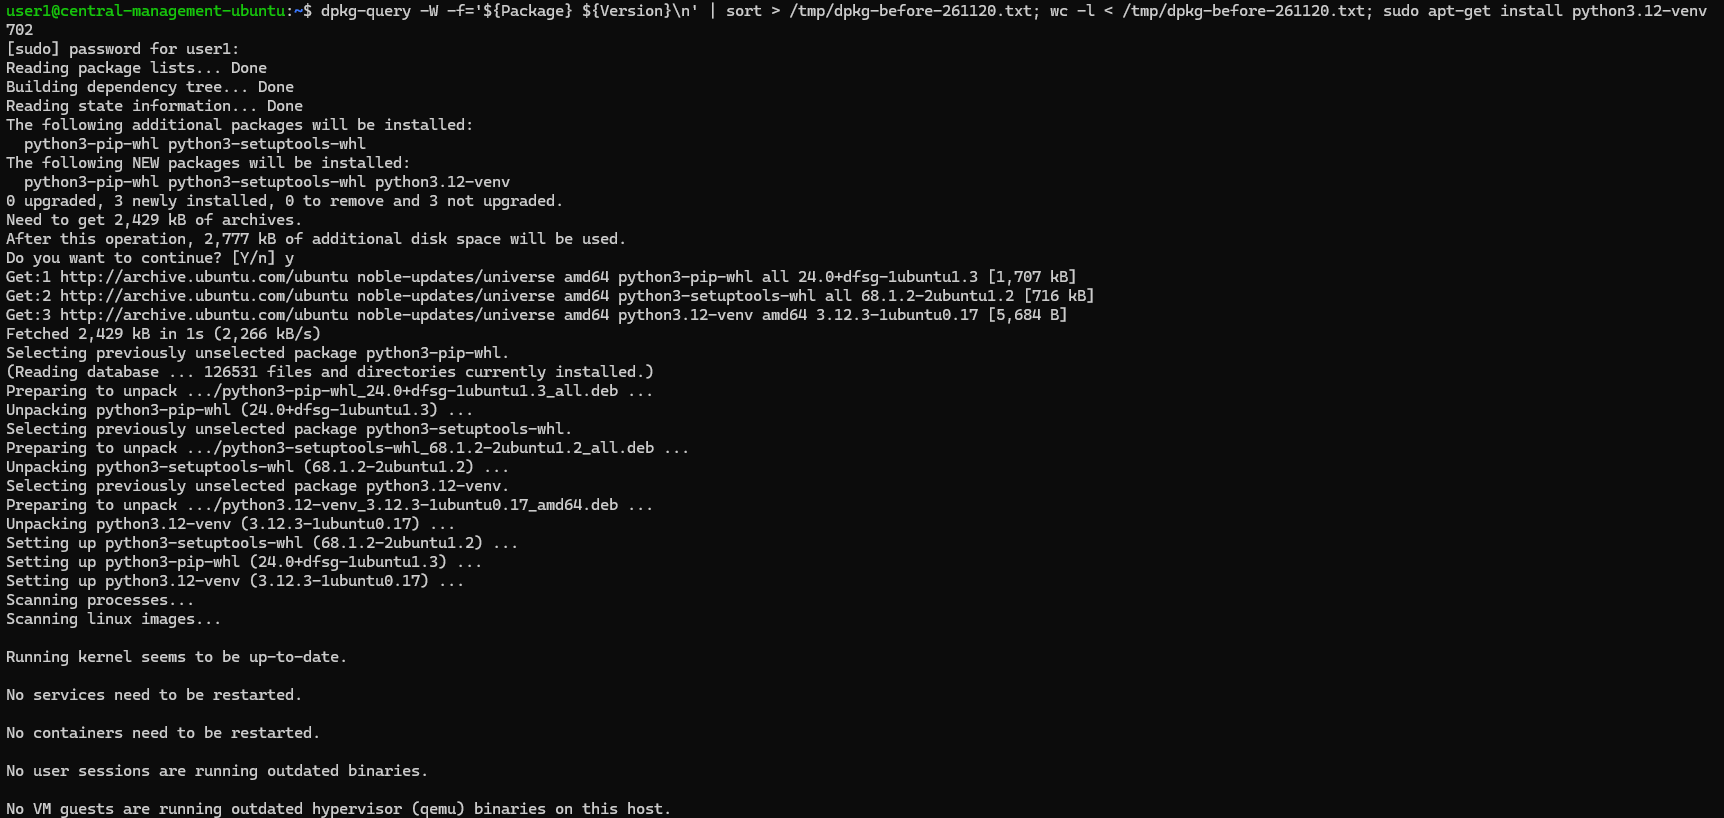 user1@central-management-ubuntu:~$ dpkg-query -W -f='${Package} ${Version}\n' | sort > /tmp/dpkg-before-261120.txt; wc -l < /tmp/dpkg-before-261120.txt; sudo apt-get install python3.12-venv
702
[sudo] password for user1:
Reading package lists... Done
Building dependency tree... Done
Reading state information... Done
The following additional packages will be installed:
  python3-pip-whl python3-setuptools-whl
The following NEW packages will be installed:
  python3-pip-whl python3-setuptools-whl python3.12-venv
0 upgraded, 3 newly installed, 0 to remove and 3 not upgraded.
Need to get 2,429 kB of archives.
After this operation, 2,777 kB of additional disk space will be used.
Do you want to continue? [Y/n] y
Get:1 http://archive.ubuntu.com/ubuntu noble-updates/universe amd64 python3-pip-whl all 24.0+dfsg-1ubuntu1.3 [1,707 kB]
Get:2 http://archive.ubuntu.com/ubuntu noble-updates/universe amd64 python3-setuptools-whl all 68.1.2-2ubuntu1.2 [716 kB]
Get:3 http://archive.ubuntu.com/ubuntu noble-updates/universe amd64 python3.12-venv amd64 3.12.3-1ubuntu0.17 [5,684 B]
Fetched 2,429 kB in 1s (2,266 kB/s)
Selecting previously unselected package python3-pip-whl.
(Reading database ... 126531 files and directories currently installed.)
Preparing to unpack .../python3-pip-whl_24.0+dfsg-1ubuntu1.3_all.deb ...
Unpacking python3-pip-whl (24.0+dfsg-1ubuntu1.3) ...
Selecting previously unselected package python3-setuptools-whl.
Preparing to unpack .../python3-setuptools-whl_68.1.2-2ubuntu1.2_all.deb ...
Unpacking python3-setuptools-whl (68.1.2-2ubuntu1.2) ...
Selecting previously unselected package python3.12-venv.
Preparing to unpack .../python3.12-venv_3.12.3-1ubuntu0.17_amd64.deb ...
Unpacking python3.12-venv (3.12.3-1ubuntu0.17) ...
Setting up python3-setuptools-whl (68.1.2-2ubuntu1.2) ...
Setting up python3-pip-whl (24.0+dfsg-1ubuntu1.3) ...
Setting up python3.12-venv (3.12.3-1ubuntu0.17) ...
Scanning processes...
Scanning linux images...

Running kernel seems to be up-to-date.

No services need to be restarted.

No containers need to be restarted.

No user sessions are running outdated binaries.

No VM guests are running outdated hypervisor (qemu) binaries on this host.